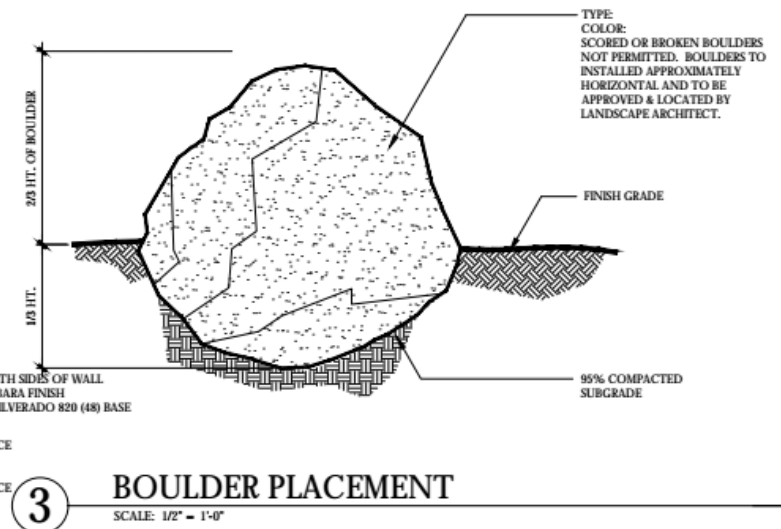 TYPE:
COLOR:
SCORED OR BROKEN BOULDERS
NOT PERMITTED. BOULDERS TO
INSTALLED APPROXIMATELY
HORIZONTAL AND TO BE
APPROVED & LOCATED BY
LANDSCAPE ARCHITECT.
2/3 HT. OF BOULDER
FINISH GRADE
1/3 HT.
95% COMPACTED
SUBGRADE
TH SIDES OF WALL
BARA FINISH
ILVERADO 820 (48) BASE
CE
CE
3
BOULDER PLACEMENT
SCALE: 1/2" = 1'-0"